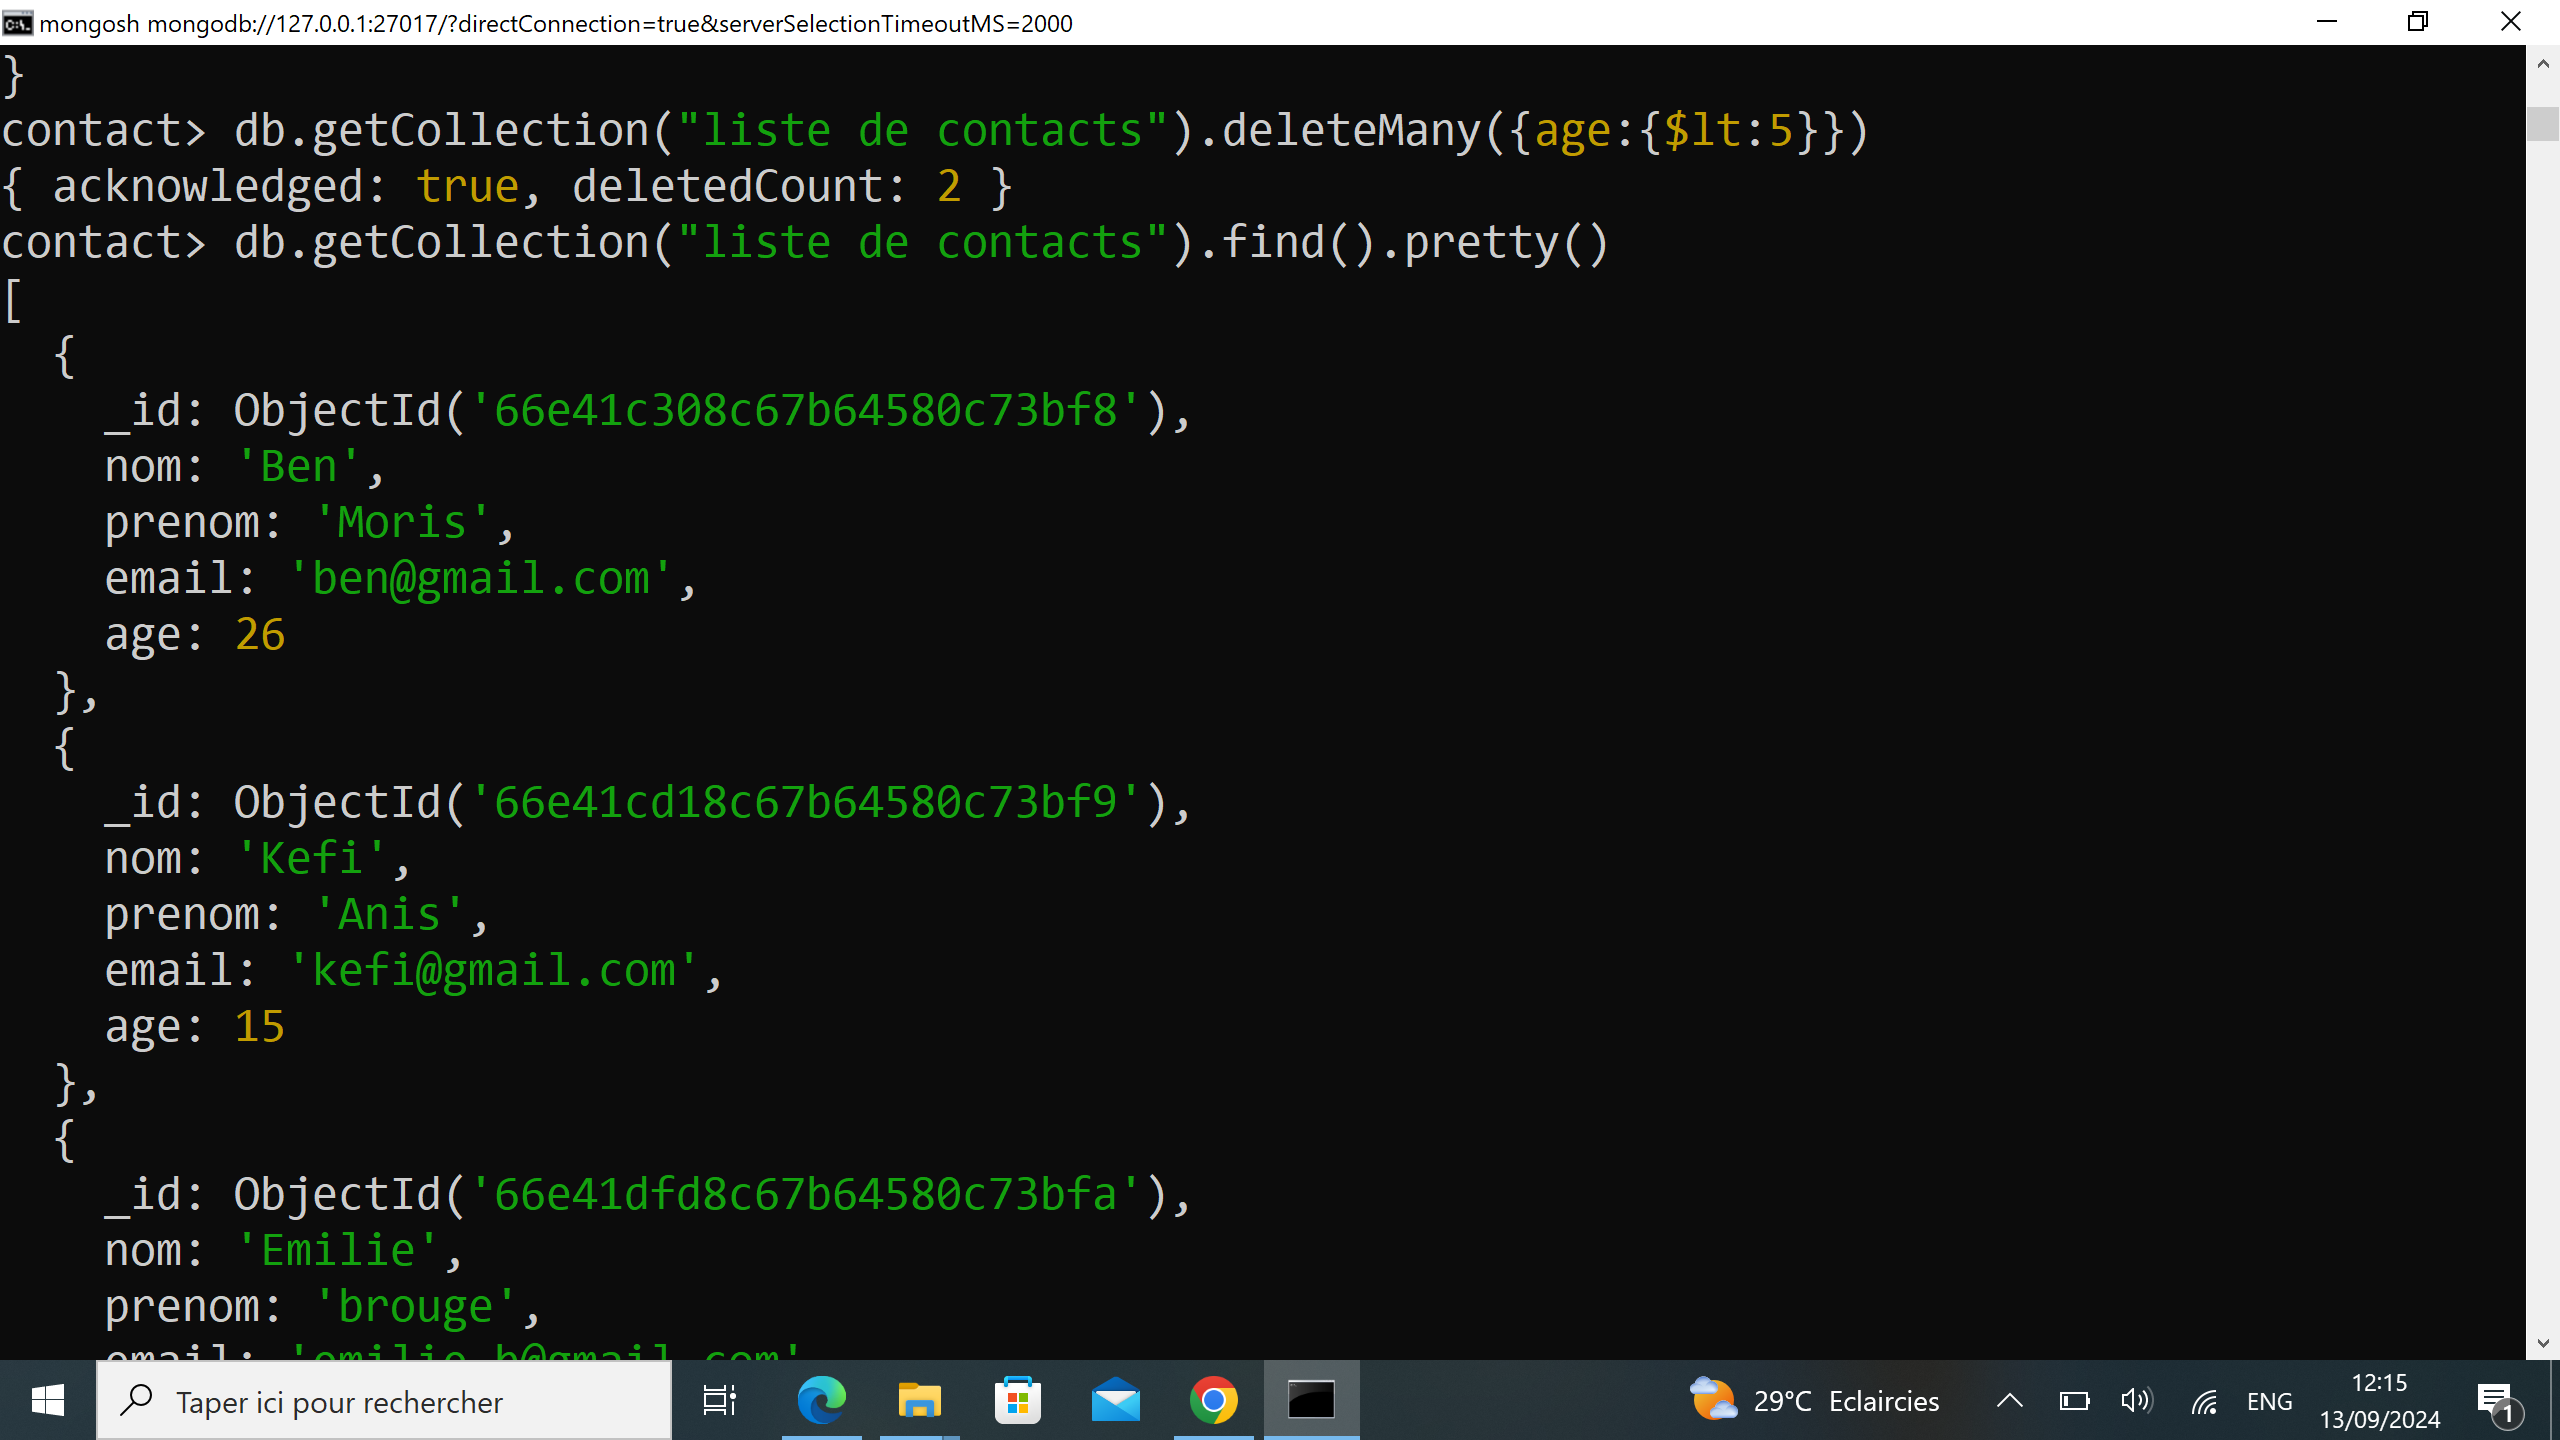 mongosh mongodb://127.0.0.1:27017/?directConnection=true&serverSelectionTimeoutMS=2000
}
contact> db.getCollection("liste de contacts").deleteMany({age:{$lt:5}})
{ acknowledged: true, deletedCount: 2 }
contact> db.getCollection("liste de contacts").find().pretty()
[
  {
    _id: ObjectId('66e41c308c67b64580c73bf8'),
    nom: 'Ben',
    prenom: 'Moris',
    email: 'ben@gmail.com',
    age: 26
  },
  {
    _id: ObjectId('66e41cd18c67b64580c73bf9'),
    nom: 'Kefi',
    prenom: 'Anis',
    email: 'kefi@gmail.com',
    age: 15
  },
  {
    _id: ObjectId('66e41dfd8c67b64580c73bfa'),
    nom: 'Emilie',
    prenom: 'brouge',
    email: 'emilie.b@gmail.com'
Taper ici pour rechercher
29°C Eclaircies
ENG
12:15
13/09/2024
1